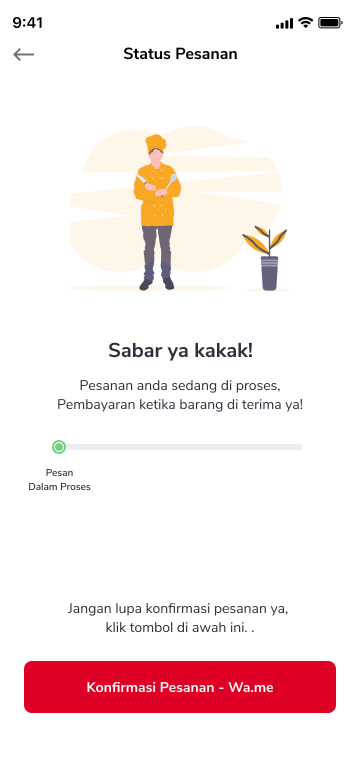 9:41
Status Pesanan
Sabar ya kakak!
Pesanan anda sedang di proses,
Pembayaran ketika barang di terima ya!
Pesan
Dalam Proses
Jangan lupa konfirmasi pesanan ya,
klik tombol di awah ini. .
Konfirmasi Pesanan - Wa.me